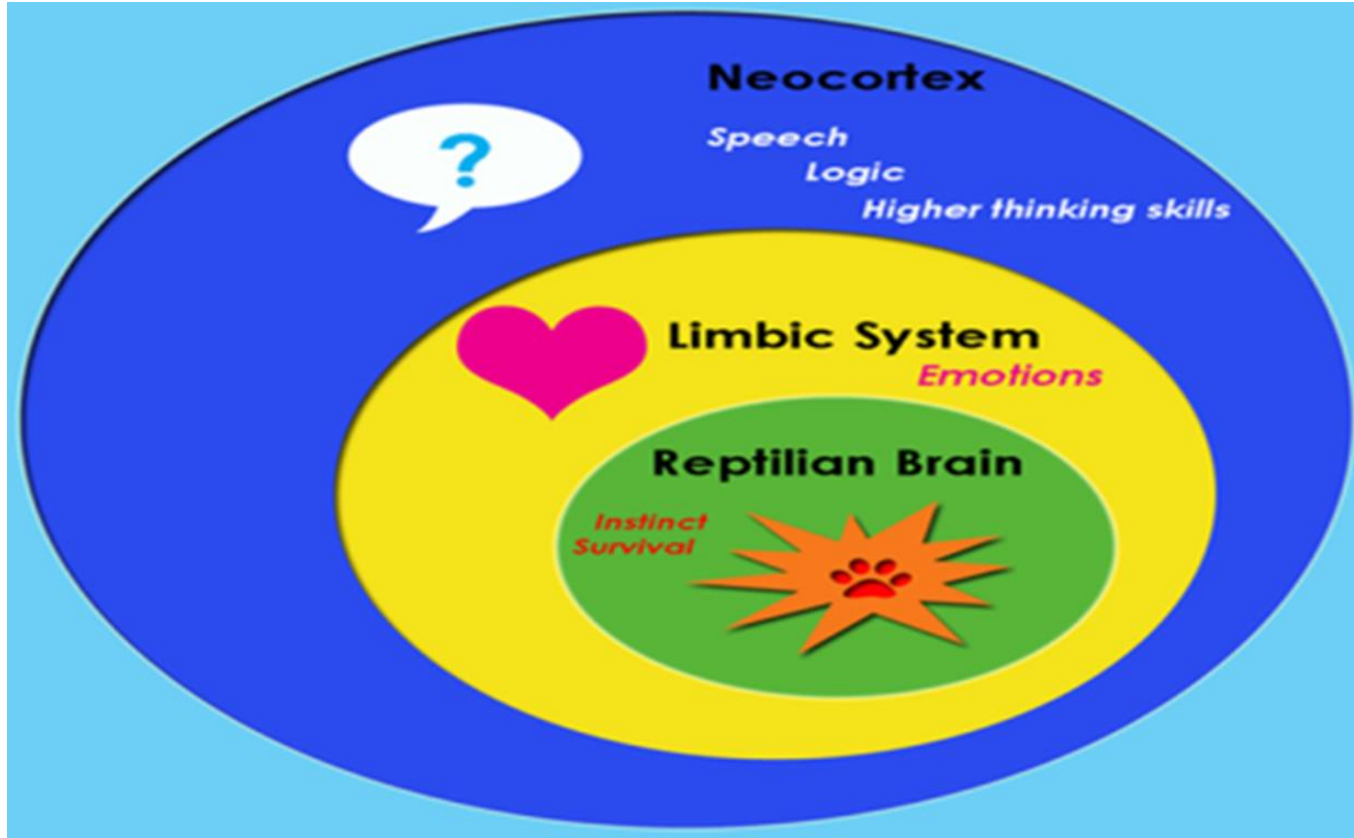 Neocortex
Speech
Logic
Higher thinking skills
?
Limbic System
Emotions
Reptilian Brain
Instinct
Survival